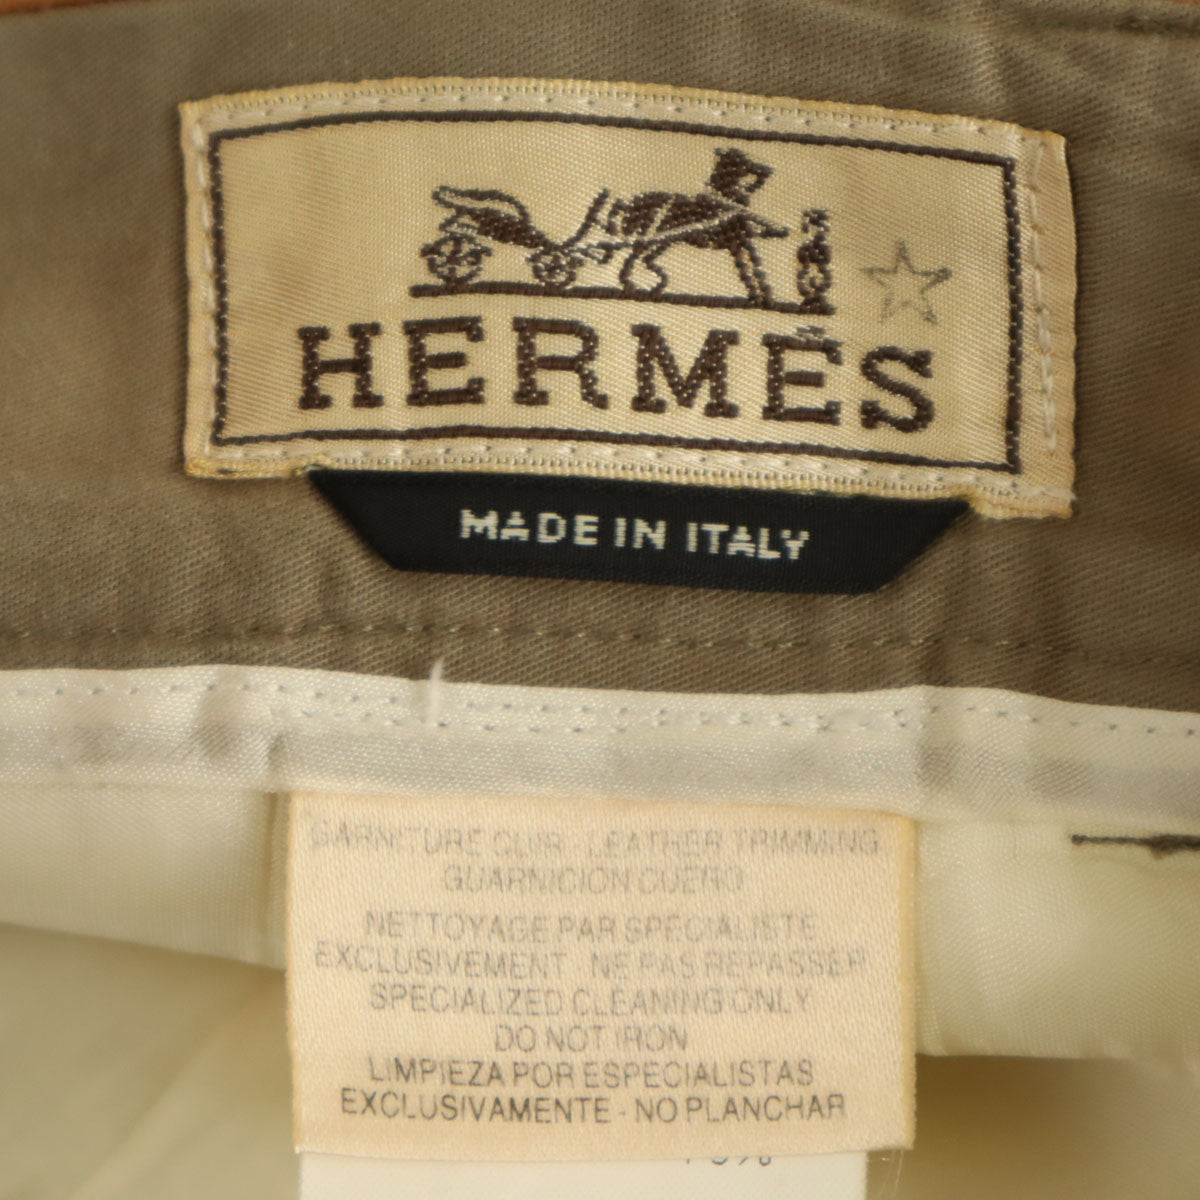 HERMÈS
MADE IN ITALY
GARNITURE CUIR - LEATHER TRIMMING
GUARNICION CUERO
NETTOYAGE PAR SPECIALISTE
EXCLUSIVEMENT - NE PAS REPASSER
SPECIALIZED CLEANING ONLY
DO NOT IRON
LIMPIEZA POR ESPECIALISTAS
EXCLUSIVAMENTE - NO PLANCHAR